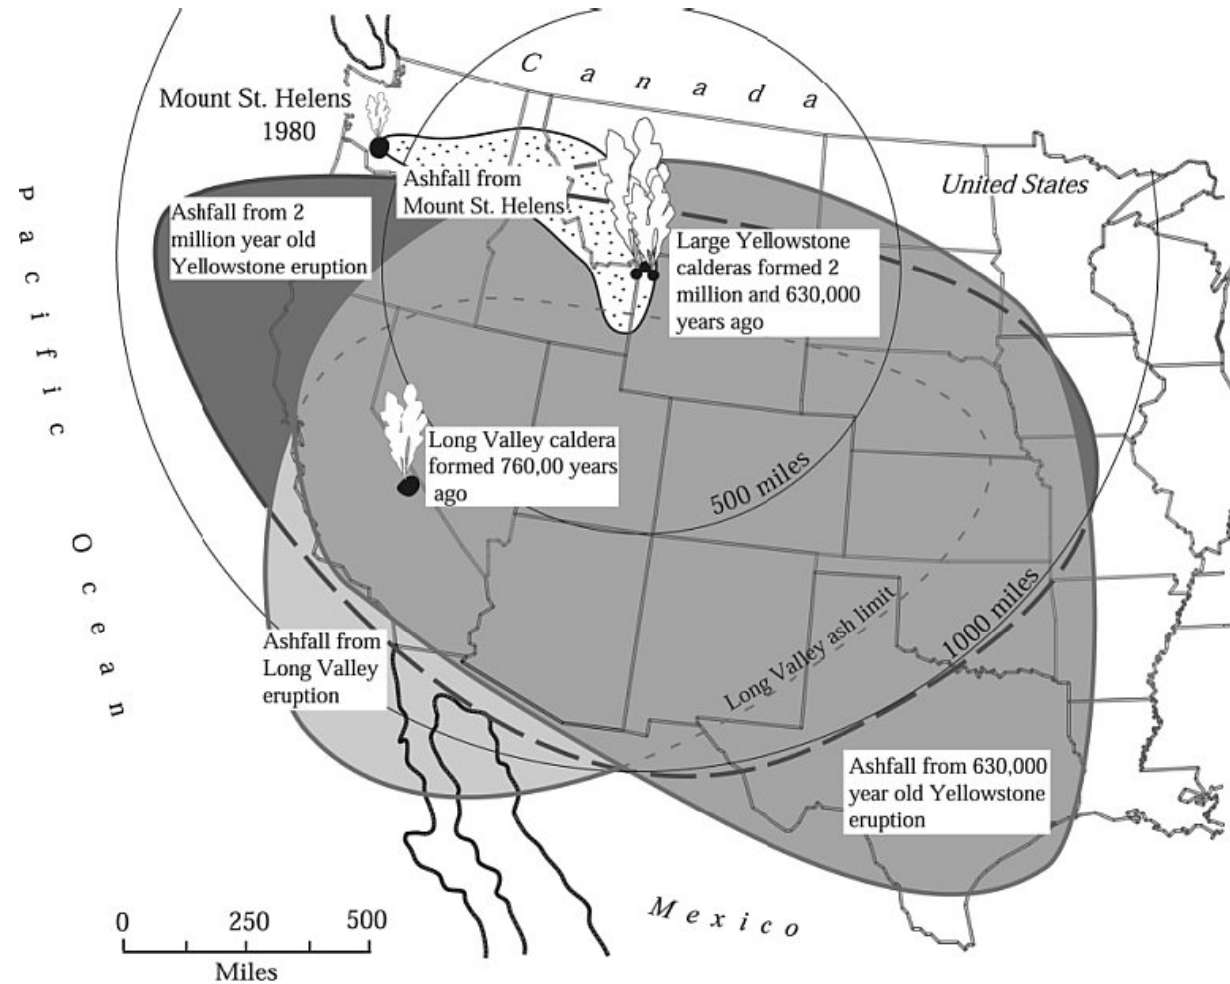 Canada
Mount St. Helens
1980
Ashfall from
Mount St. Helens
United States
Pacific
Ocean
Ashfall from 2
million year old
Yellowstone eruption
Large Yellowstone
calderas formed 2
million and 630,000
years ago
Long Valley caldera
formed 760,00 years
ago
500 miles
1000 miles
Long Valley ash limit
Ashfall from
Long Valley
eruption
Ashfall from 630,000
year old Yellowstone
eruption
Mexico
0 250 500
Miles